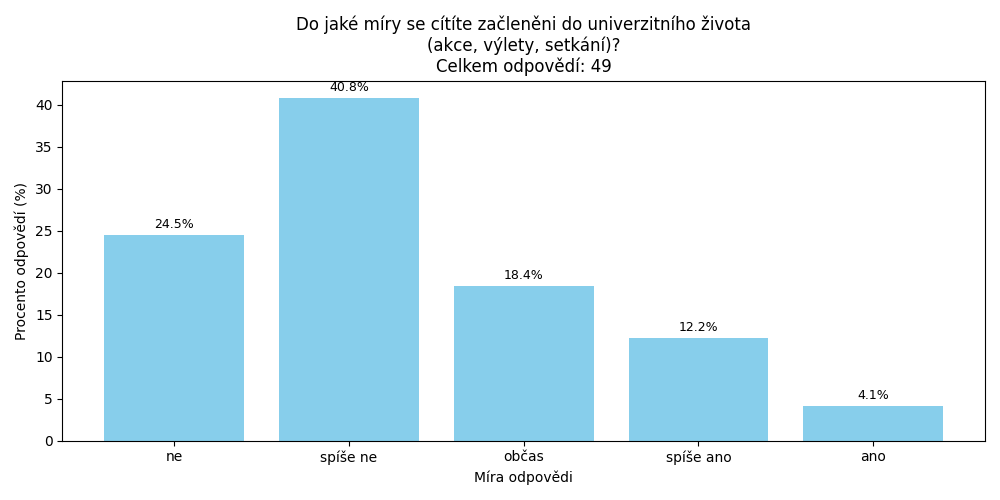 Do jaké míry se cítíte začleněni do univerzitního života
(akce, výlety, setkání)?
Celkem odpovědí: 49
Procento odpovědí (%)
40
35
30
25
20
15
10
5
0
24.5%
40.8%
18.4%
12.2%
4.1%
ne
spíše ne
občas
spíše ano
ano
Míra odpovědi